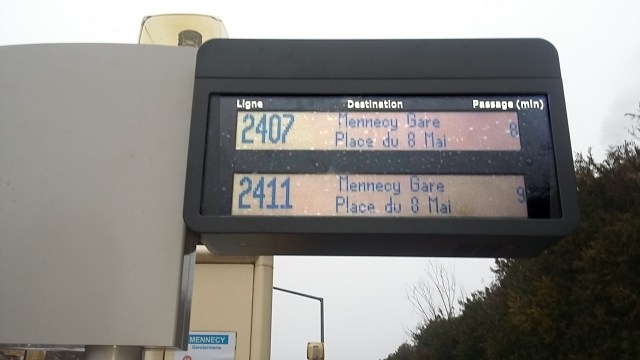 Ligne Destination Passage (min)
2407 Mennecy Gare 8
Place du 8 Mai
2411 Mennecy Gare 9
Place du 8 Mai
MENNECY
Gendarmerie